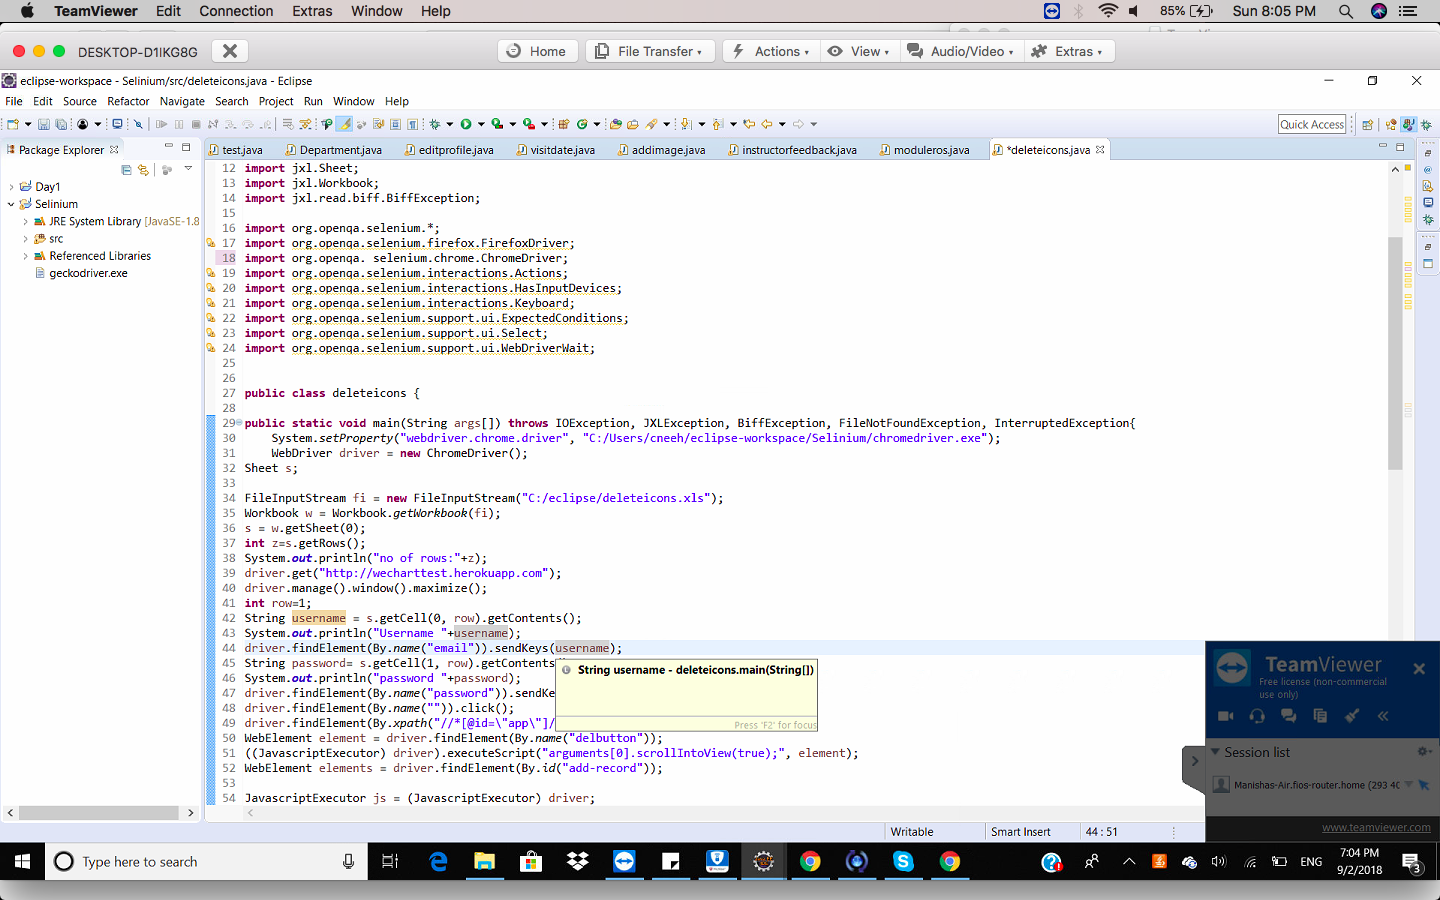 TeamViewer Edit Connection Extras Window Help 85% Sun 8:05 PM
DESKTOP-D1IKG8G Home File Transfer Actions View Audio/Video Extras
eclipse-workspace - Selinium/src/deleteicons.java - Eclipse
File Edit Source Refactor Navigate Search Project Run Window Help
Quick Access
Package Explorer test.java Department.java editprofile.java visitdate.java addimage.java instructorfeedback.java moduleros.java *deleteicons.java
Day1
Selinium
JRE System Library [JavaSE-1.8
src
Referenced Libraries
geckodriver.exe
12 import jxl.Sheet;
13 import jxl.Workbook;
14 import jxl.read.biff.BiffException;
15
16 import org.openqa.selenium.*;
17 import org.openqa.selenium.firefox.FirefoxDriver;
18 import org.openqa. selenium.chrome.ChromeDriver;
19 import org.openqa.selenium.interactions.Actions;
20 import org.openqa.selenium.interactions.HasInputDevices;
21 import org.openqa.selenium.interactions.Keyboard;
22 import org.openqa.selenium.support.ui.ExpectedConditions;
23 import org.openqa.selenium.support.ui.Select;
24 import org.openqa.selenium.support.ui.WebDriverWait;
25
26
27 public class deleteicons {
28
29 public static void main(String args[]) throws IOException, JXLException, BiffException, FileNotFoundException, InterruptedException{
30 System.setProperty("webdriver.chrome.driver", "C:/Users/cneeh/eclipse-workspace/Selinium/chromedriver.exe");
31 WebDriver driver = new ChromeDriver();
32 Sheet s;
33
34 FileInputStream fi = new FileInputStream("C:/eclipse/deleteicons.xls");
35 Workbook w = Workbook.getWorkbook(fi);
36 s = w.getSheet(0);
37 int z=s.getRows();
38 System.out.println("no of rows:"+z);
39 driver.get("http://wecharttest.herokuapp.com");
40 driver.manage().window().maximize();
41 int row=1;
42 String username = s.getCell(0, row).getContents();
43 System.out.println("Username "+username);
44 driver.findElement(By.name("email")).sendKeys(username);
45 String password= s.getCell(1, row).getContents
46 System.out.println("password "+password);
47 driver.findElement(By.name("password")).sendKe
48 driver.findElement(By.name("")).click();
49 driver.findElement(By.xpath("//*[@id=\"app\"]/
50 WebElement element = driver.findElement(By.name("delbutton"));
51 ((JavascriptExecutor) driver).executeScript("arguments[0].scrollIntoView(true);", element);
52 WebElement elements = driver.findElement(By.id("add-record"));
53
54 JavascriptExecutor js = (JavascriptExecutor) driver;
String username - deleteicons.main(String[])
Press 'F2' for focus
TeamViewer
Free license (non-commercial
use only)
Session list
Manishas-Air.fios-router.home (293 4
www.teamviewer.com
Writable Smart Insert 44 : 51
Type here to search ENG 7:04 PM
9/2/2018 3